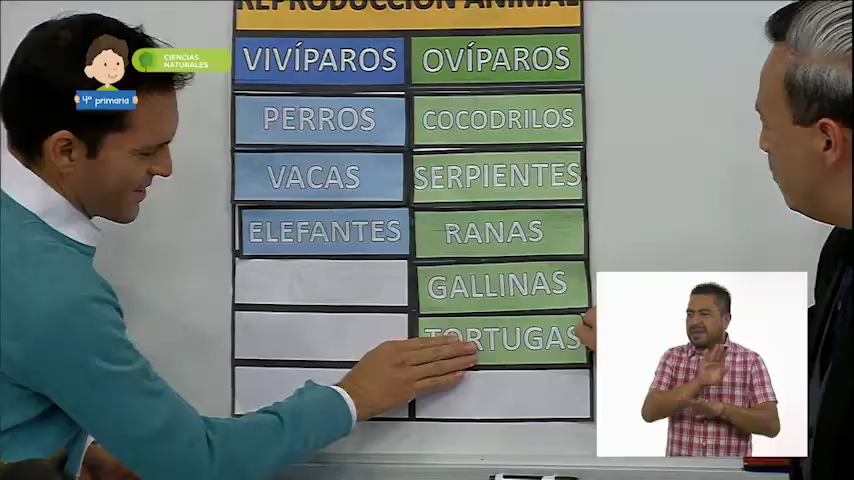 REPRODUCCIÓN ANIMAL
VIVÍPAROS OVÍPAROS
PERROS COCODRILOS
VACAS SERPIENTES
ELEFANTES RANAS
GALLINAS
TORTUGAS
CIENCIAS
NATURALES
4° primaria